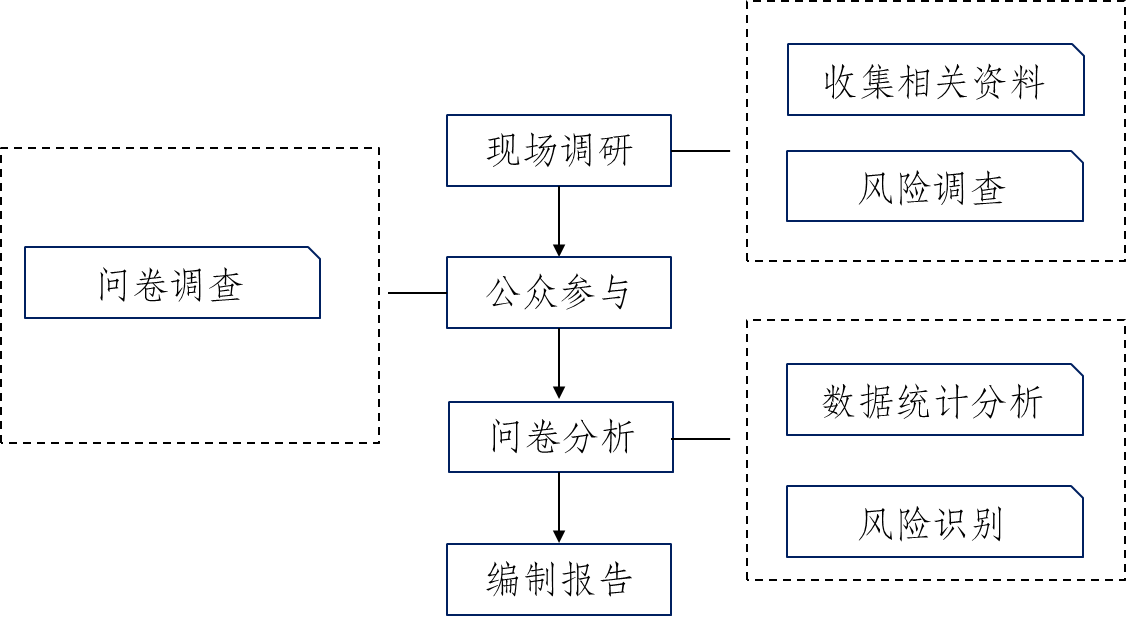 收集相关资料
现场调研
风险调查
问卷调查
公众参与
数据统计分析
问卷分析
风险识别
编制报告